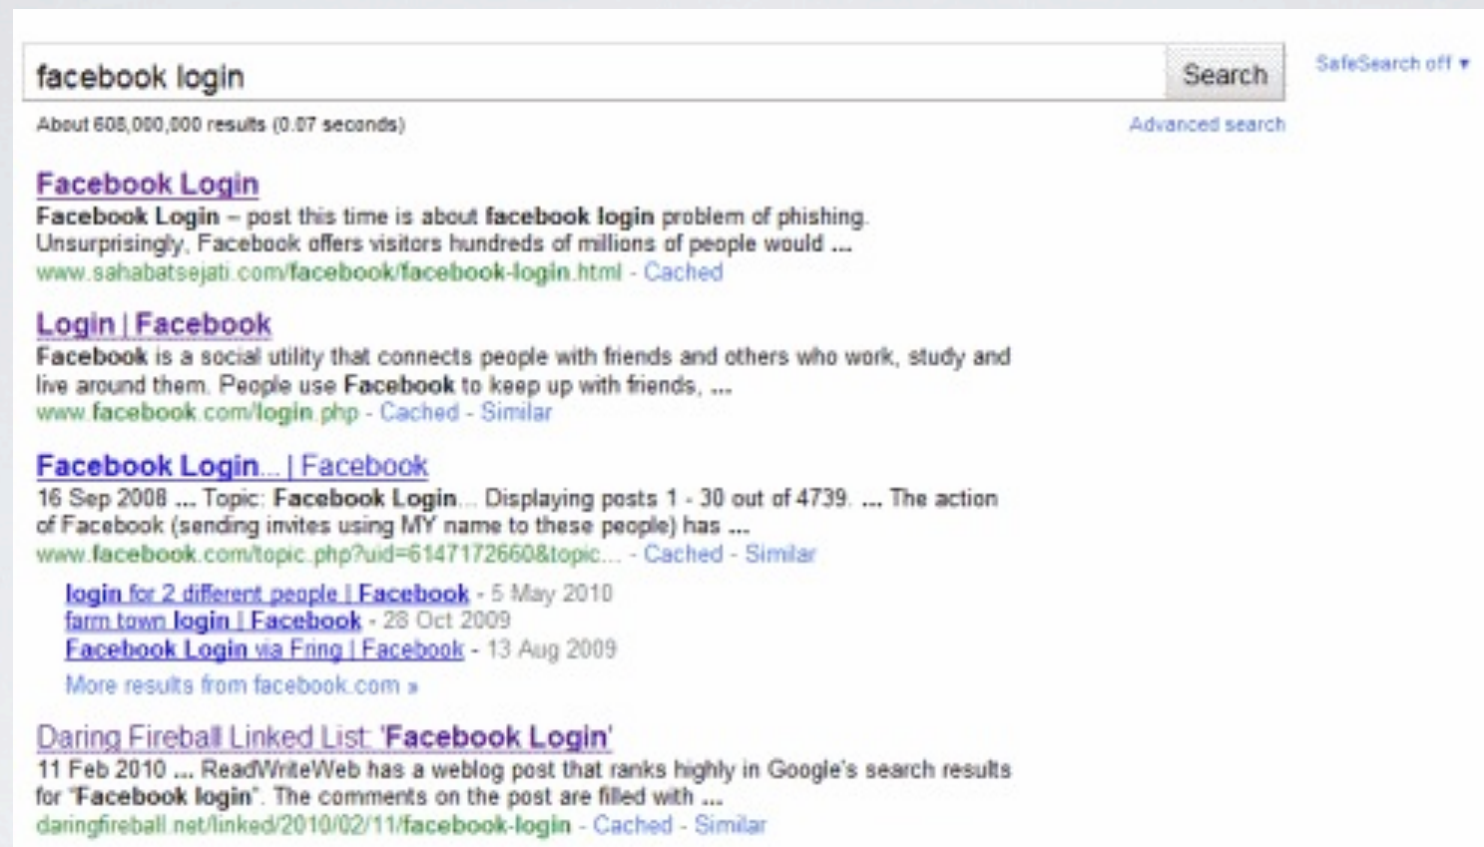 facebook login
Search
SafeSearch off ▼
About 608,000,000 results (0.07 seconds)
Advanced search
Facebook Login
Facebook Login – post this time is about facebook login problem of phishing.
Unsurprisingly, Facebook offers visitors hundreds of millions of people would ...
www.sahabatsejati.com/facebook/facebook-login.html - Cached
Login | Facebook
Facebook is a social utility that connects people with friends and others who work, study and
live around them. People use Facebook to keep up with friends, ...
www.facebook.com/login.php - Cached - Similar
Facebook Login... | Facebook
16 Sep 2008 ... Topic: Facebook Login... Displaying posts 1 - 30 out of 4739. ... The action
of Facebook (sending invites using MY name to these people) has ...
www.facebook.com/topic.php?uid=6147172660&topic... - Cached - Similar
login for 2 different people | Facebook - 5 May 2010
farm town login | Facebook - 28 Oct 2009
Facebook Login via Fring | Facebook - 13 Aug 2009
More results from facebook.com »
Daring Fireball Linked List: 'Facebook Login'
11 Feb 2010 ... ReadWriteWeb has a weblog post that ranks highly in Google's search results
for "Facebook login". The comments on the post are filled with ...
daringfireball.net/linked/2010/02/11/facebook-login - Cached - Similar